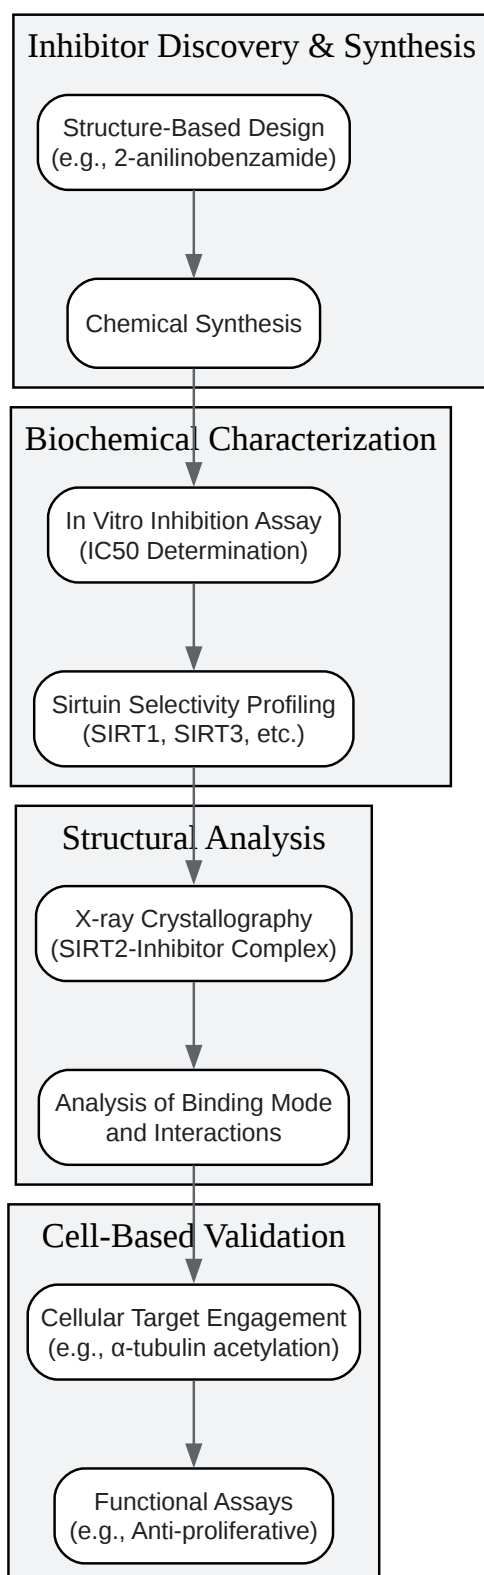 Inhibitor Discovery & Synthesis
Structure-Based Design
(e.g., 2-anilinobenzamide)
Chemical Synthesis
Biochemical Characterization
In Vitro Inhibition Assay
(IC50 Determination)
Sirtuin Selectivity Profiling
(SIRT1, SIRT3, etc.)
Structural Analysis
X-ray Crystallography
(SIRT2-Inhibitor Complex)
Analysis of Binding Mode
and Interactions
Cell-Based Validation
Cellular Target Engagement
(e.g., α-tubulin acetylation)
Functional Assays
(e.g., Anti-proliferative)